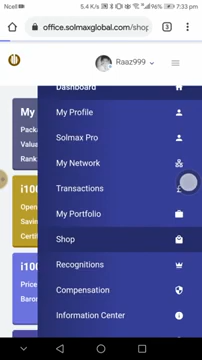 Ncell 5.4 K/s 96% 7:33 pm
office.solmaxglobal.com/shop 3
Raaz999
Dashboard
My
My Profile
Packa
Solmax Pro
Valua
Rank
My Network
i100
Transactions
Open
Savin
My Portfolio
Certif
Shop
i100
Recognitions
Price
Compensation
Baron
Information Center